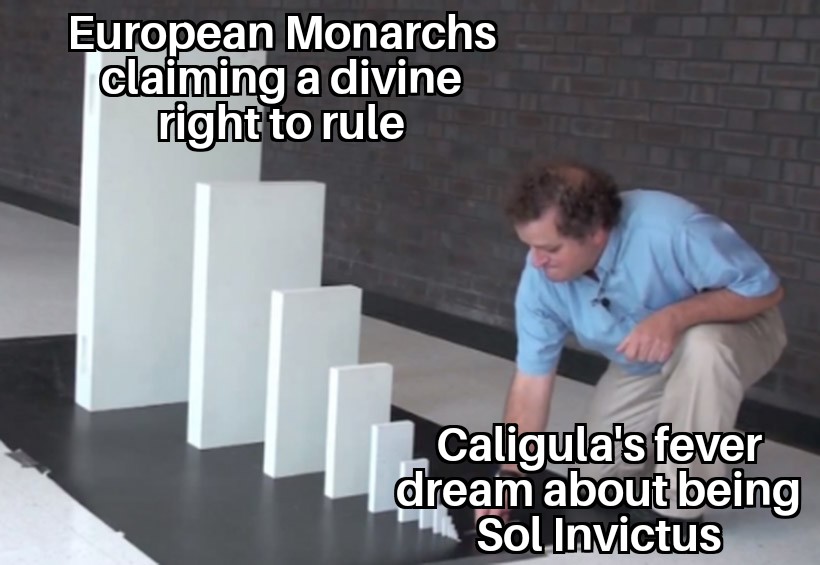 European Monarchs
claiming a divine
right to rule
Caligula's fever
dream about being
Sol Invictus